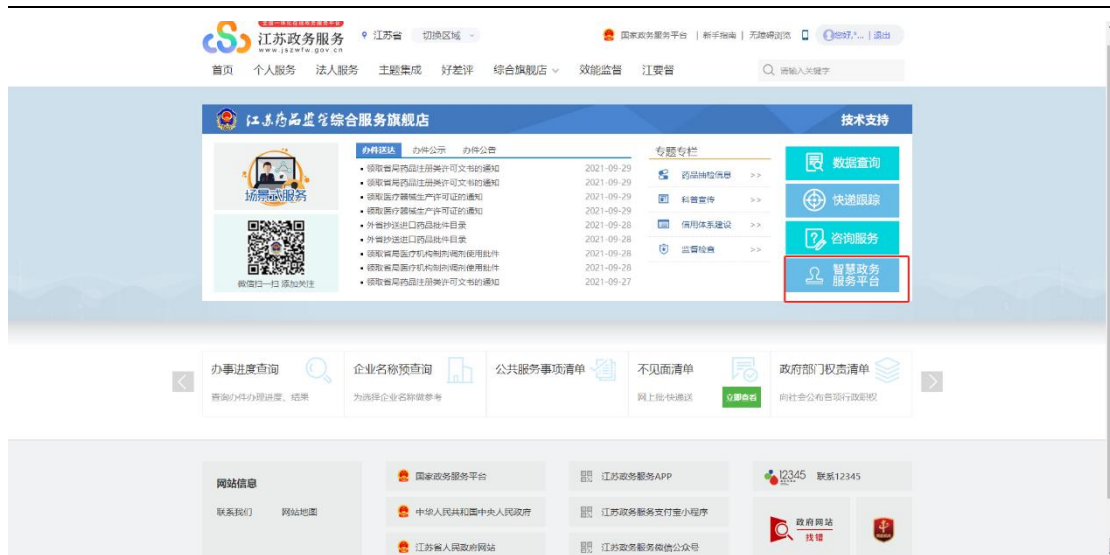 江苏政务服务
www.jszwfw.gov.cn
江苏省 切换区域
国家政务服务平台 | 新手指南 | 无障碍浏览 您好,*... | 退出
首页 个人服务 法人服务 主题集成 好差评 综合旗舰店 效能监督 江要督
请输入关键字
江苏药品监管综合服务旗舰店
技术支持
场景式服务
微信扫一扫 添加关注
办件送达 办件公示 办件公告
领取省局药品注册类许可文书的通知 2021-09-29
领取省局药品注册类许可文书的通知 2021-09-29
领取医疗器械生产许可证的通知 2021-09-29
领取医疗器械生产许可证的通知 2021-09-29
外省抄送进口药品批件目录 2021-09-28
外省抄送进口药品批件目录 2021-09-28
领取省局医疗机构制剂调剂使用批件 2021-09-28
领取省局医疗机构制剂调剂使用批件 2021-09-28
领取省局药品注册类许可文书的通知 2021-09-27
专题专栏
药品抽检信息 >>
科普宣传 >>
信用体系建设 >>
监督检查 >>
数据查询
快递跟踪
咨询服务
智慧政务
服务平台
办事进度查询
查询办件办理进度、结果
企业名称预查询
为选择企业名称做参考
公共服务事项清单
不见面清单
网上批·快递送 立即查看
政府部门权责清单
向社会公布各项行政职权
网站信息
联系我们 网站地图
国家政务服务平台
中华人民共和国中央人民政府
江苏省人民政府网站
江苏政务服务APP
江苏政务服务支付宝小程序
江苏政务服务微信公众号
12345 联系12345
政府网站
找错